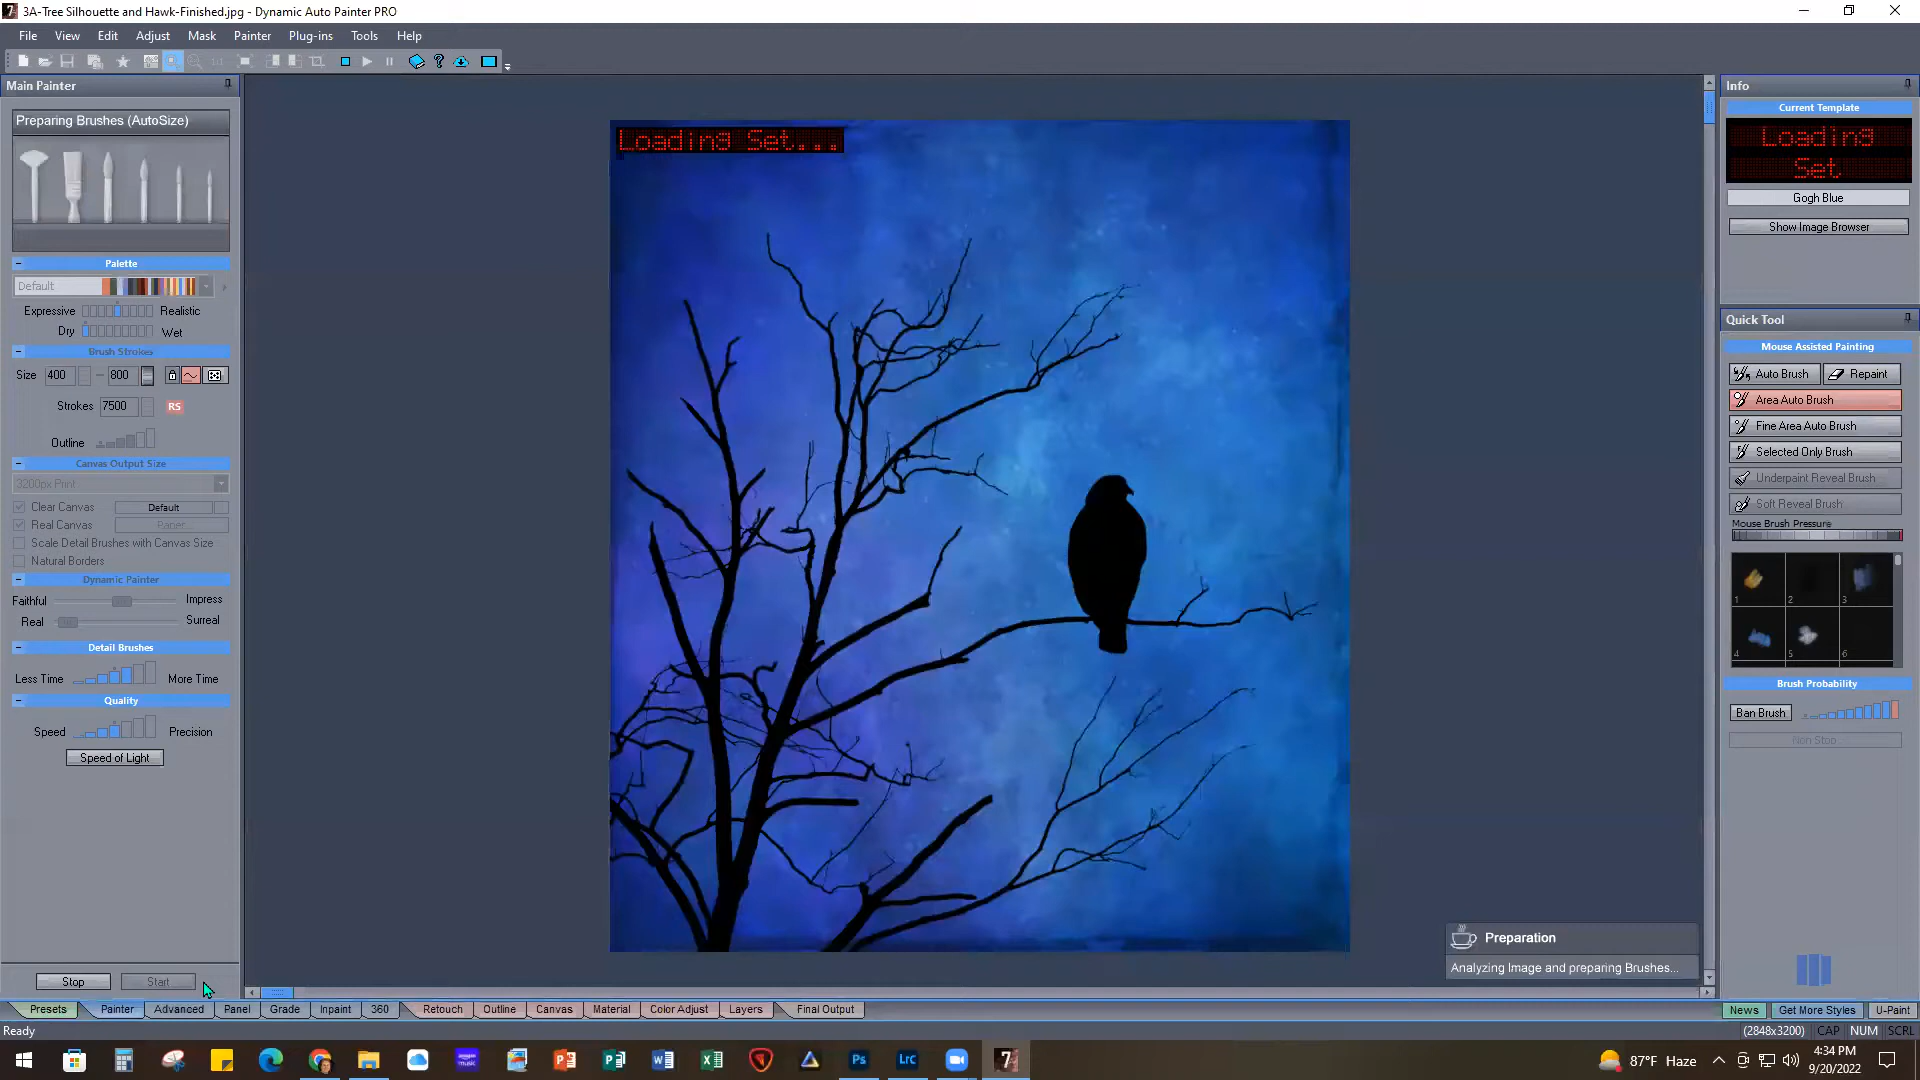 3A-Tree Silhouette and Hawk-Finished.jpg - Dynamic Auto Painter PRO
File View Edit Adjust Mask Painter Plug-ins Tools Help
Main Painter
Preparing Brushes (AutoSize)
Palette
Default
Expressive Realistic
Dry Wet
Brush Strokes
Size 400 - 800
Strokes 7500 RS
Outline
Canvas Output Size
3200px Print
Clear Canvas Default
Real Canvas Paper...
Scale Detail Brushes with Canvas Size
Natural Borders
Dynamic Painter
Faithful Impress
Real Surreal
Detail Brushes
Less Time More Time
Quality
Speed Precision
Speed of Light
Stop Start
Loading Set...
Preparation
Analyzing Image and preparing Brushes...
Info
Current Template
Loading
Set
Gogh Blue
Show Image Browser
Quick Tool
Mouse Assisted Painting
Auto Brush Repaint
Area Auto Brush
Fine Area Auto Brush
Selected Only Brush
Underpaint Reveal Brush
Soft Reveal Brush
Mouse Brush Pressure
1 2 3
4 5 6
Brush Probability
Ban Brush
Non Stop
Presets Painter Advanced Panel Grade Inpaint 360 Retouch Outline Canvas Material Color Adjust Layers Final Output News Get More Styles U-Paint
Ready (2848x3200) CAP NUM SCRL
87°F Haze
4:34 PM
9/20/2022